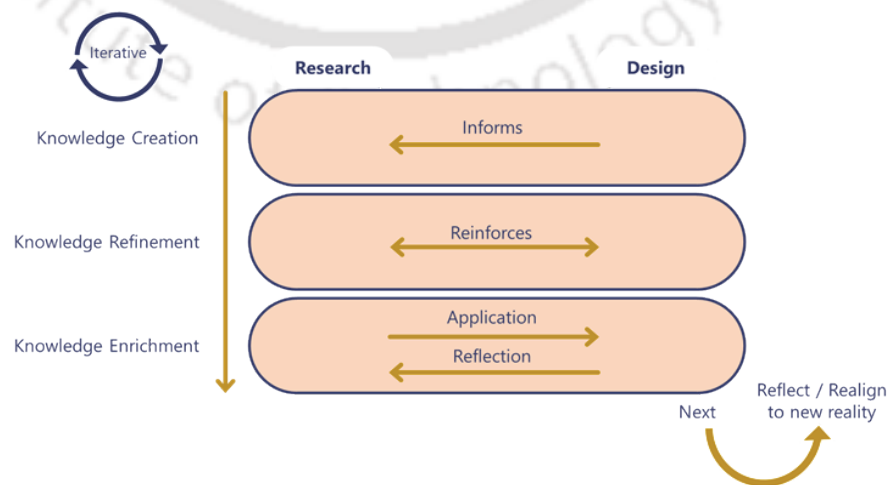 Iterative
Research
Design
Knowledge Creation
Informs
Knowledge Refinement
Reinforces
Knowledge Enrichment
Application
Reflection
Next
Reflect / Realign
to new reality